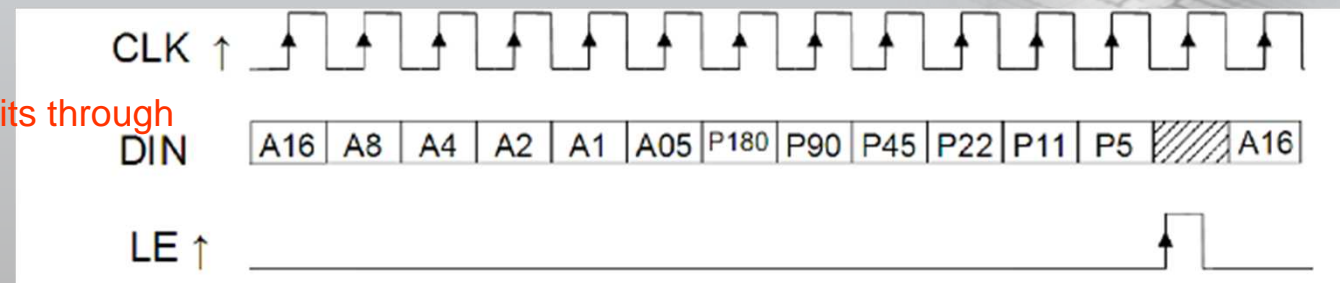 CLK ↑
its through
DIN A16 A8 A4 A2 A1 A05 P180 P90 P45 P22 P11 P5 A16
LE ↑